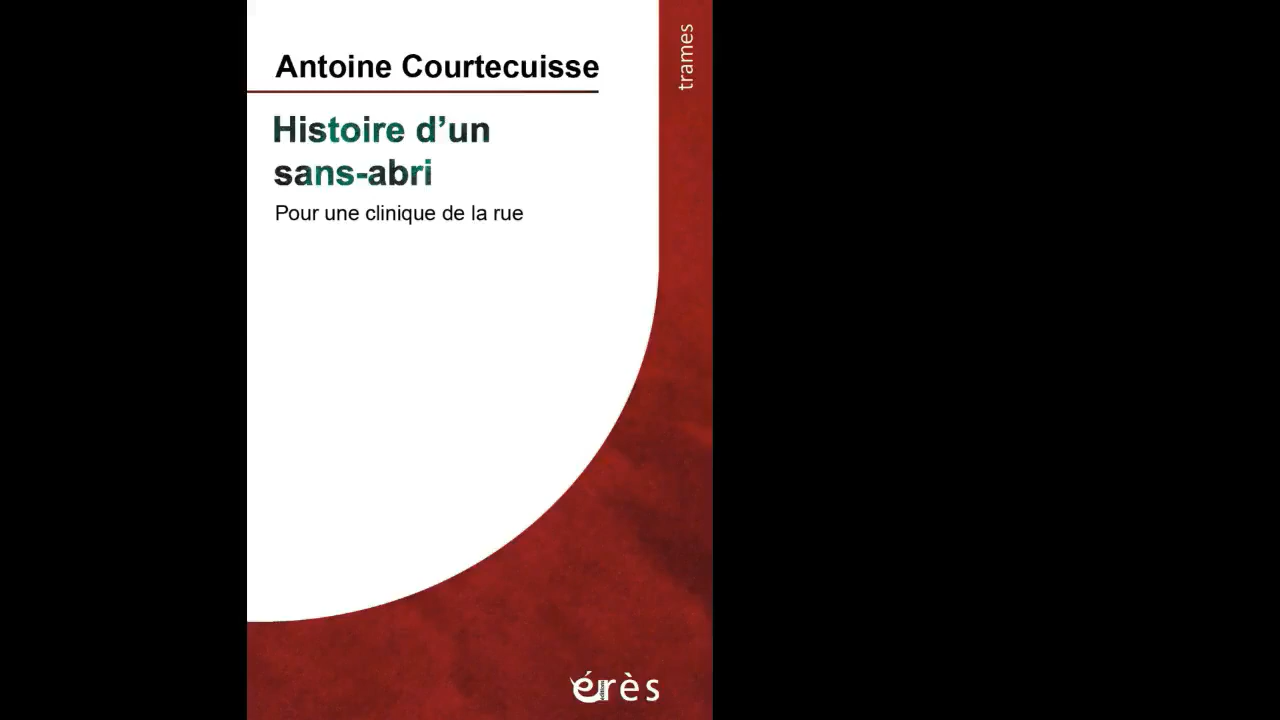 Antoine Courtecuisse
Histoire d’un
sans-abri
Pour une clinique de la rue
trames
érès